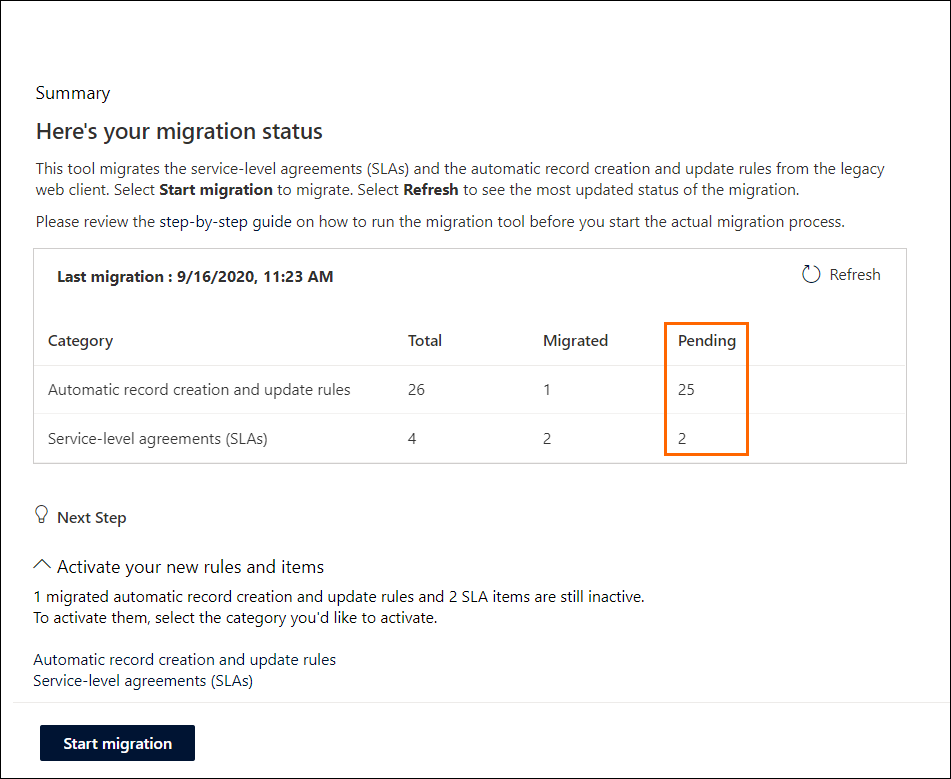 Summary
Here's your migration status
This tool migrates the service-level agreements (SLAs) and the automatic record creation and update rules from the legacy
web client. Select Start migration to migrate. Select Refresh to see the most updated status of the migration.
Please review the step-by-step guide on how to run the migration tool before you start the actual migration process.
Last migration : 9/16/2020, 11:23 AM
Refresh
Category Total Migrated Pending
Automatic record creation and update rules 26 1 25
Service-level agreements (SLAs) 4 2 2
Next Step
Activate your new rules and items
1 migrated automatic record creation and update rules and 2 SLA items are still inactive.
To activate them, select the category you'd like to activate.
Automatic record creation and update rules
Service-level agreements (SLAs)
Start migration